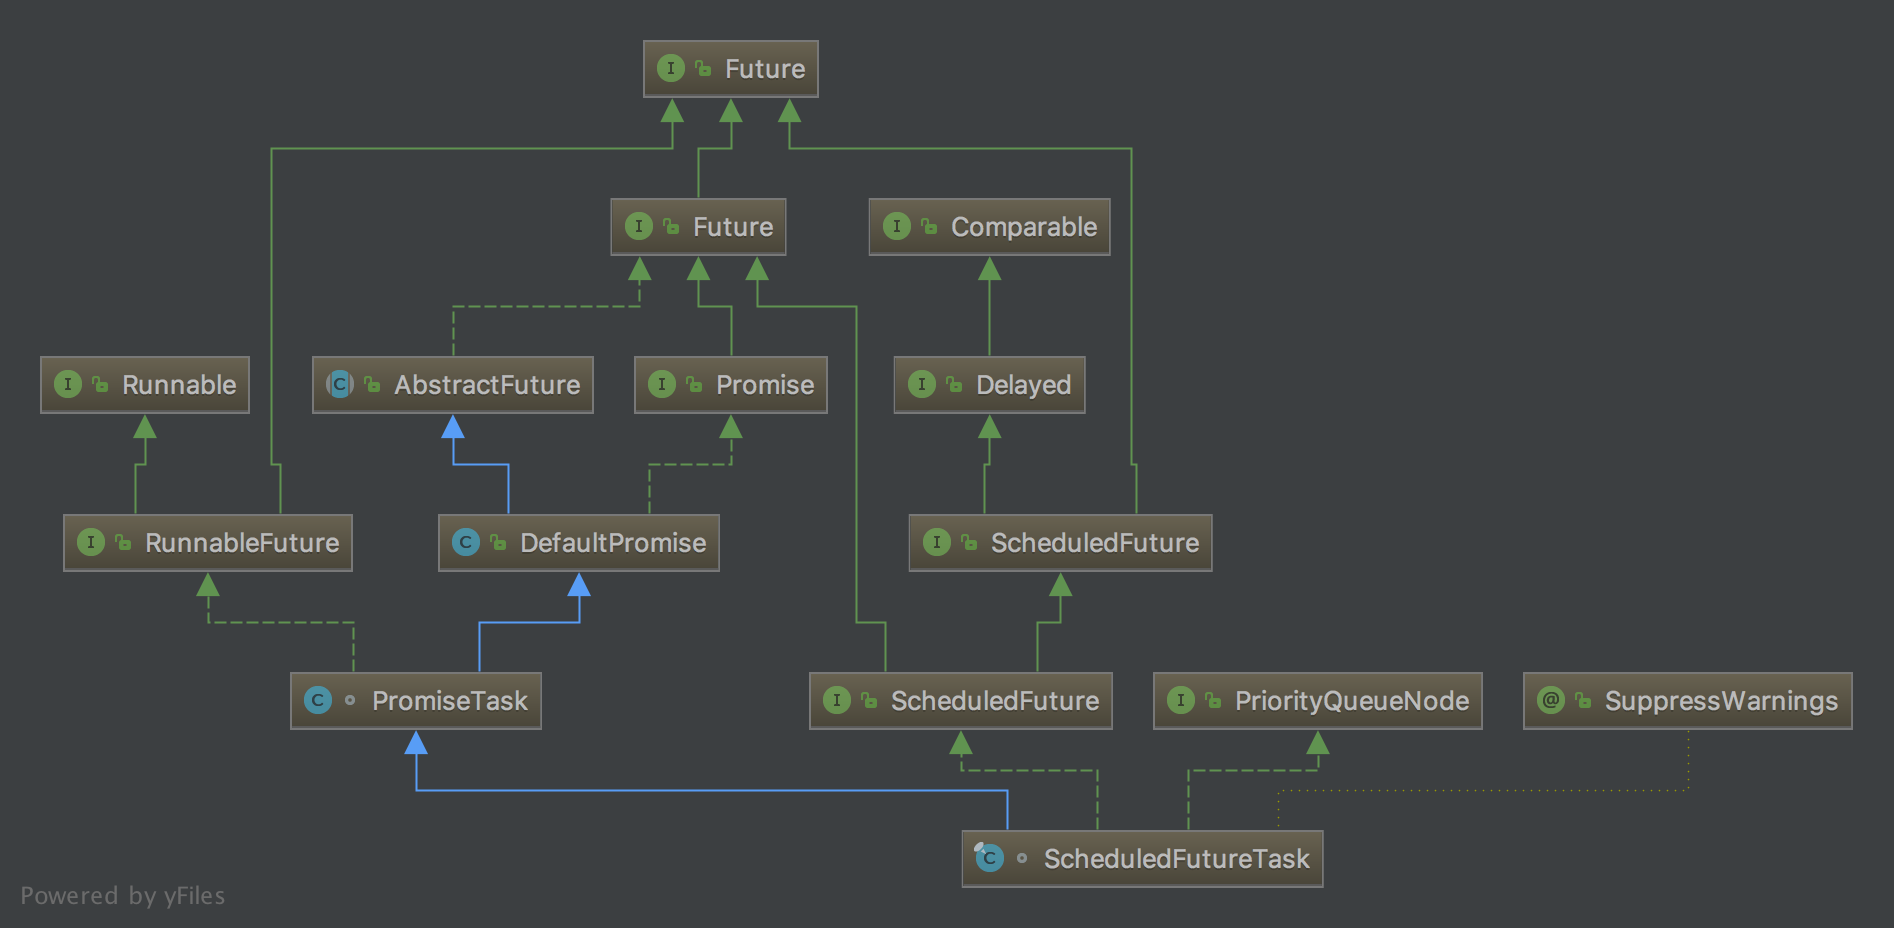 I Future
I Future
I Comparable
I Runnable
C AbstractFuture
I Promise
I Delayed
I RunnableFuture
C DefaultPromise
I ScheduledFuture
C PromiseTask
I ScheduledFuture
I PriorityQueueNode
@ SuppressWarnings
C ScheduledFutureTask
Powered by yFiles